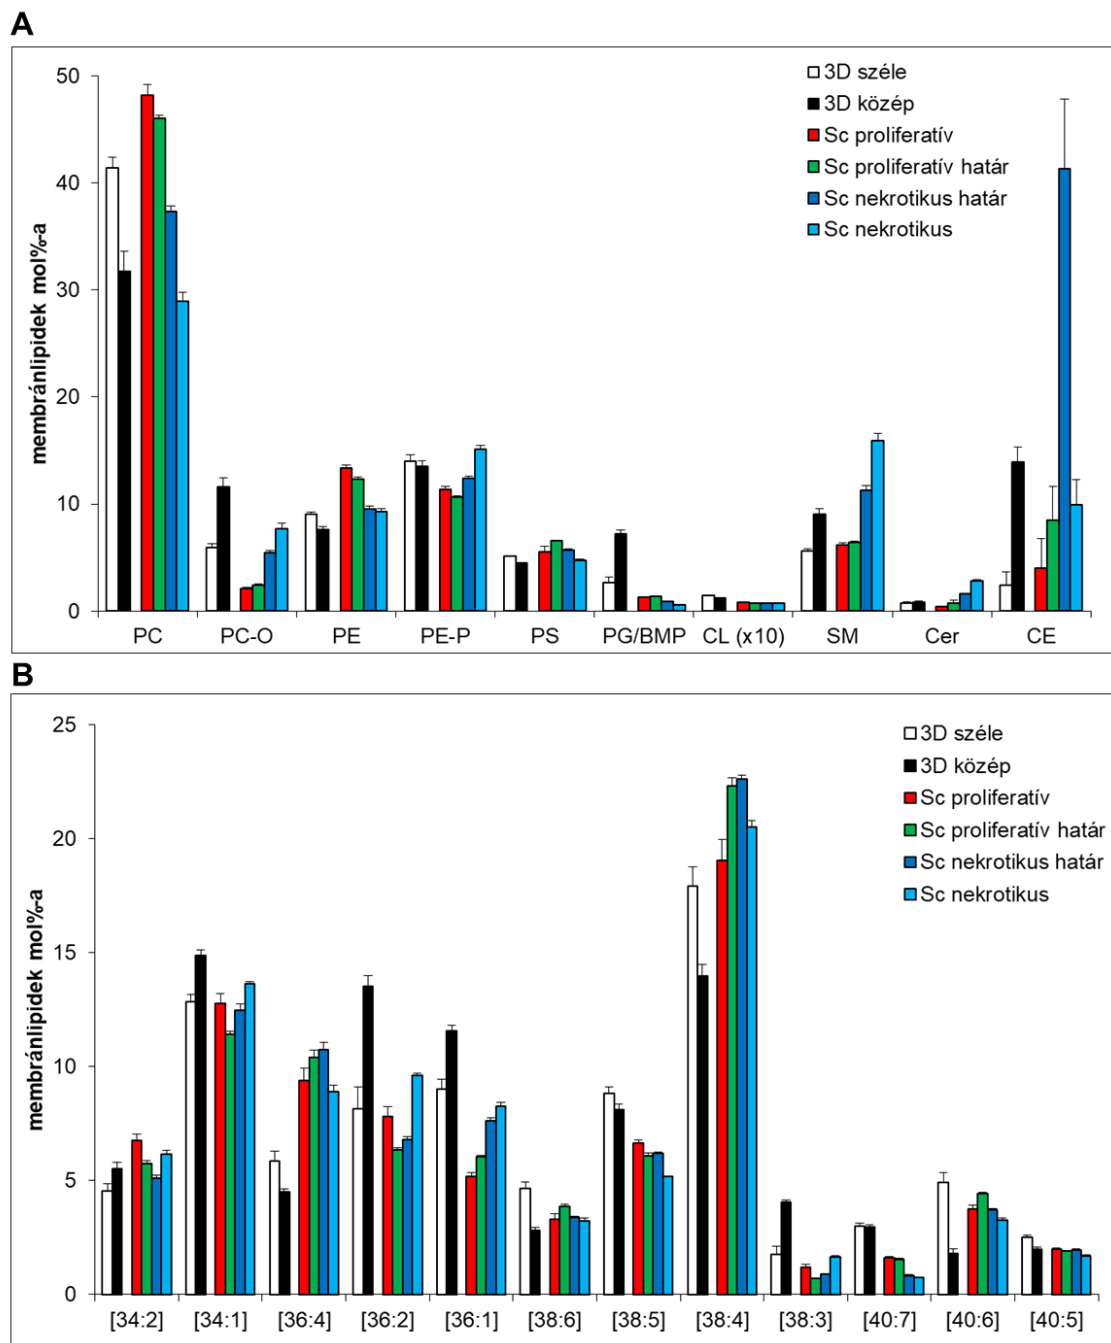 A
membránlipidek mol%-a
50
40
30
20
10
0
3D széle
3D közép
Sc proliferatív
Sc proliferatív határ
Sc nekrotikus határ
Sc nekrotikus
PC PC-O PE PE-P PS PG/BMP CL (x10) SM Cer CE
B
membránlipidek mol%-a
25
20
15
10
5
0
3D széle
3D közép
Sc proliferatív
Sc proliferatív határ
Sc nekrotikus határ
Sc nekrotikus
[34:2] [34:1] [36:4] [36:2] [36:1] [38:6] [38:5] [38:4] [38:3] [40:7] [40:6] [40:5]